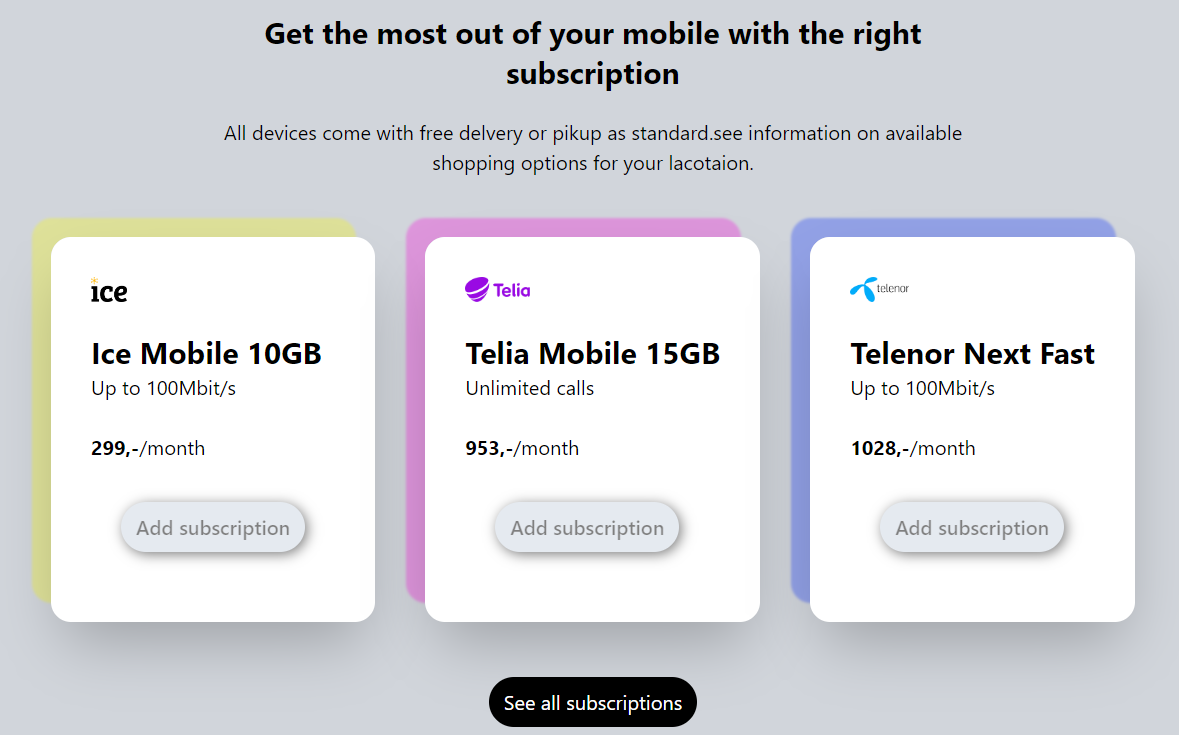 Get the most out of your mobile with the right
subscription
All devices come with free delvery or pikup as standard.see information on available
shopping options for your lacotaion.
ice
Ice Mobile 10GB
Up to 100Mbit/s
299,-/month
Add subscription
Telia
Telia Mobile 15GB
Unlimited calls
953,-/month
Add subscription
telenor
Telenor Next Fast
Up to 100Mbit/s
1028,-/month
Add subscription
See all subscriptions